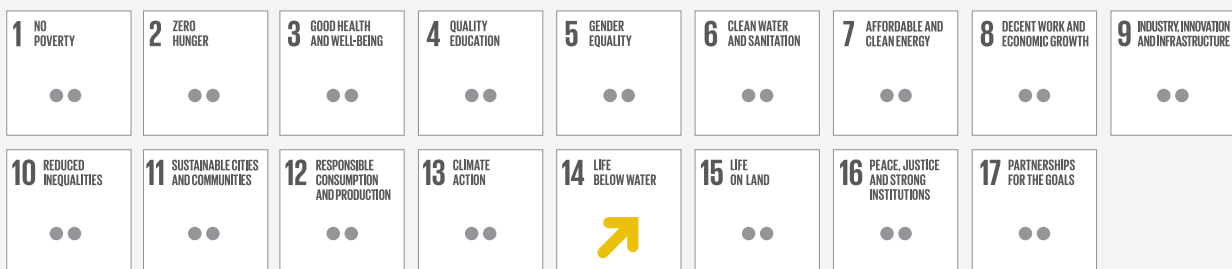 1 NO
POVERTY
2 ZERO
HUNGER
3 GOOD HEALTH
AND WELL-BEING
4 QUALITY
EDUCATION
5 GENDER
EQUALITY
6 CLEAN WATER
AND SANITATION
7 AFFORDABLE AND
CLEAN ENERGY
8 DECENT WORK AND
ECONOMIC GROWTH
9 INDUSTRY, INNOVATION
AND INFRASTRUCTURE
10 REDUCED
INEQUALITIES
11 SUSTAINABLE CITIES
AND COMMUNITIES
12 RESPONSIBLE
CONSUMPTION
AND PRODUCTION
13 CLIMATE
ACTION
14 LIFE
BELOW WATER
15 LIFE
ON LAND
16 PEACE, JUSTICE
AND STRONG
INSTITUTIONS
17 PARTNERSHIPS
FOR THE GOALS